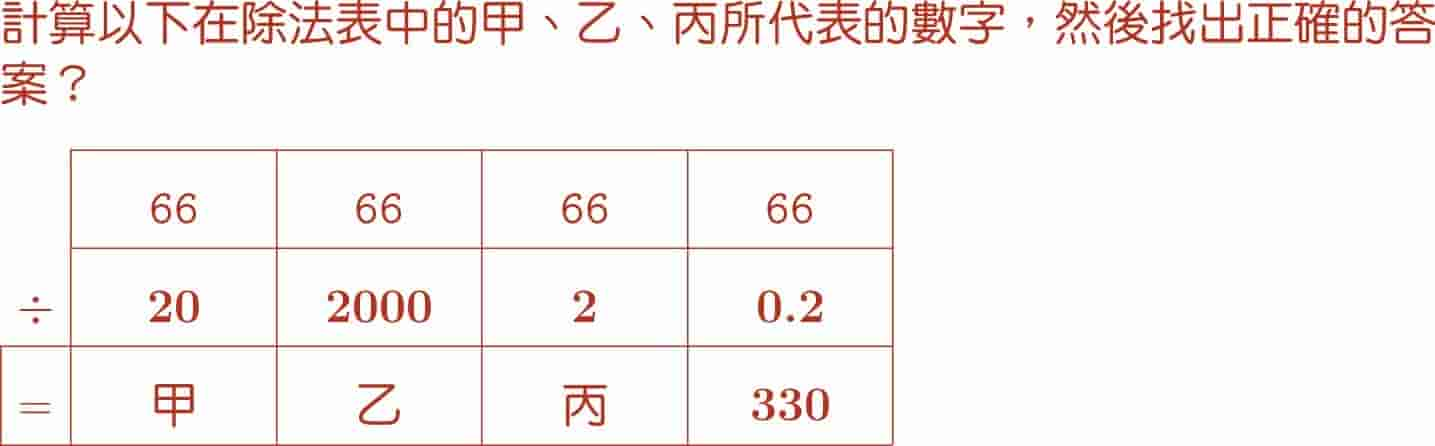 計算以下在除法表中的甲、乙、丙所代表的數字，然後找出正確的答
案？
66 66 66 66
÷ 20 2000 2 0.2
= 甲 乙 丙 330